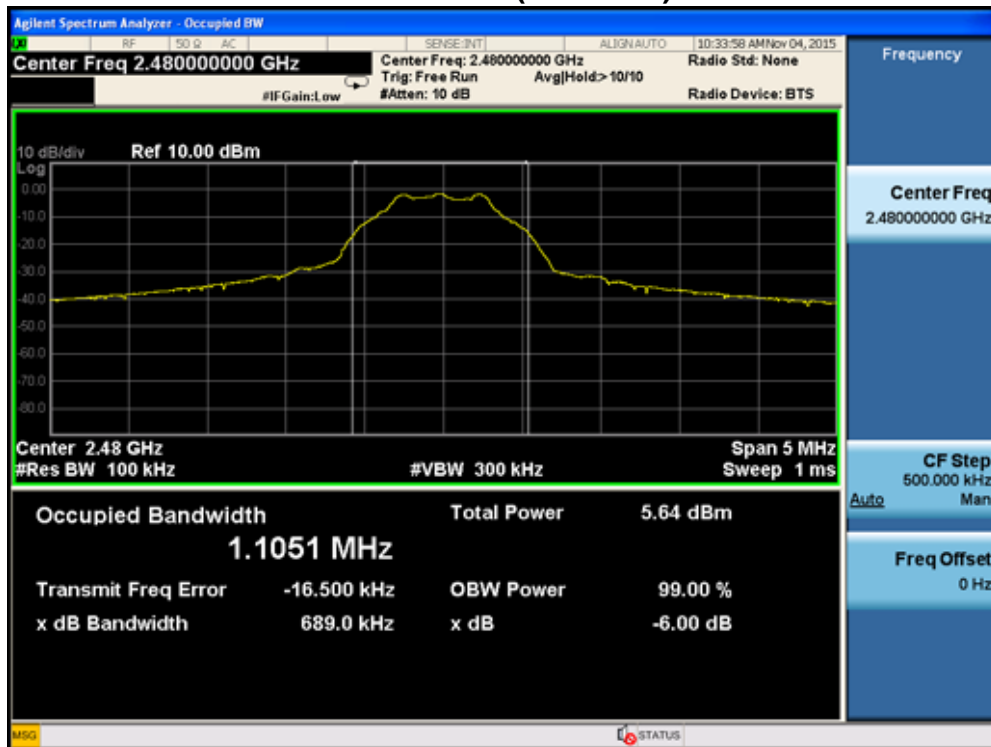 Agilent Spectrum Analyzer - Occupied BW
RF 50 Ω AC SENSE:INT ALIGN AUTO 10:33:58 AM Nov 04, 2015
Center Freq 2.480000000 GHz
Center Freq: 2.480000000 GHz
Radio Std: None
Trig: Free Run Avg|Hold:> 10/10
#IFGain:Low #Atten: 10 dB Radio Device: BTS
10 dB/div Ref 10.00 dBm
Log
0.00
-10.0
-20.0
-30.0
-40.0
-50.0
-60.0
-70.0
-80.0
Center 2.48 GHz Span 5 MHz
#Res BW 100 kHz #VBW 300 kHz Sweep 1 ms
Occupied Bandwidth Total Power 5.64 dBm
1.1051 MHz
Transmit Freq Error -16.500 kHz OBW Power 99.00 %
x dB Bandwidth 689.0 kHz x dB -6.00 dB
Frequency
Center Freq
2.480000000 GHz
CF Step
500.000 kHz
Auto Man
Freq Offset
0 Hz
MSG STATUS